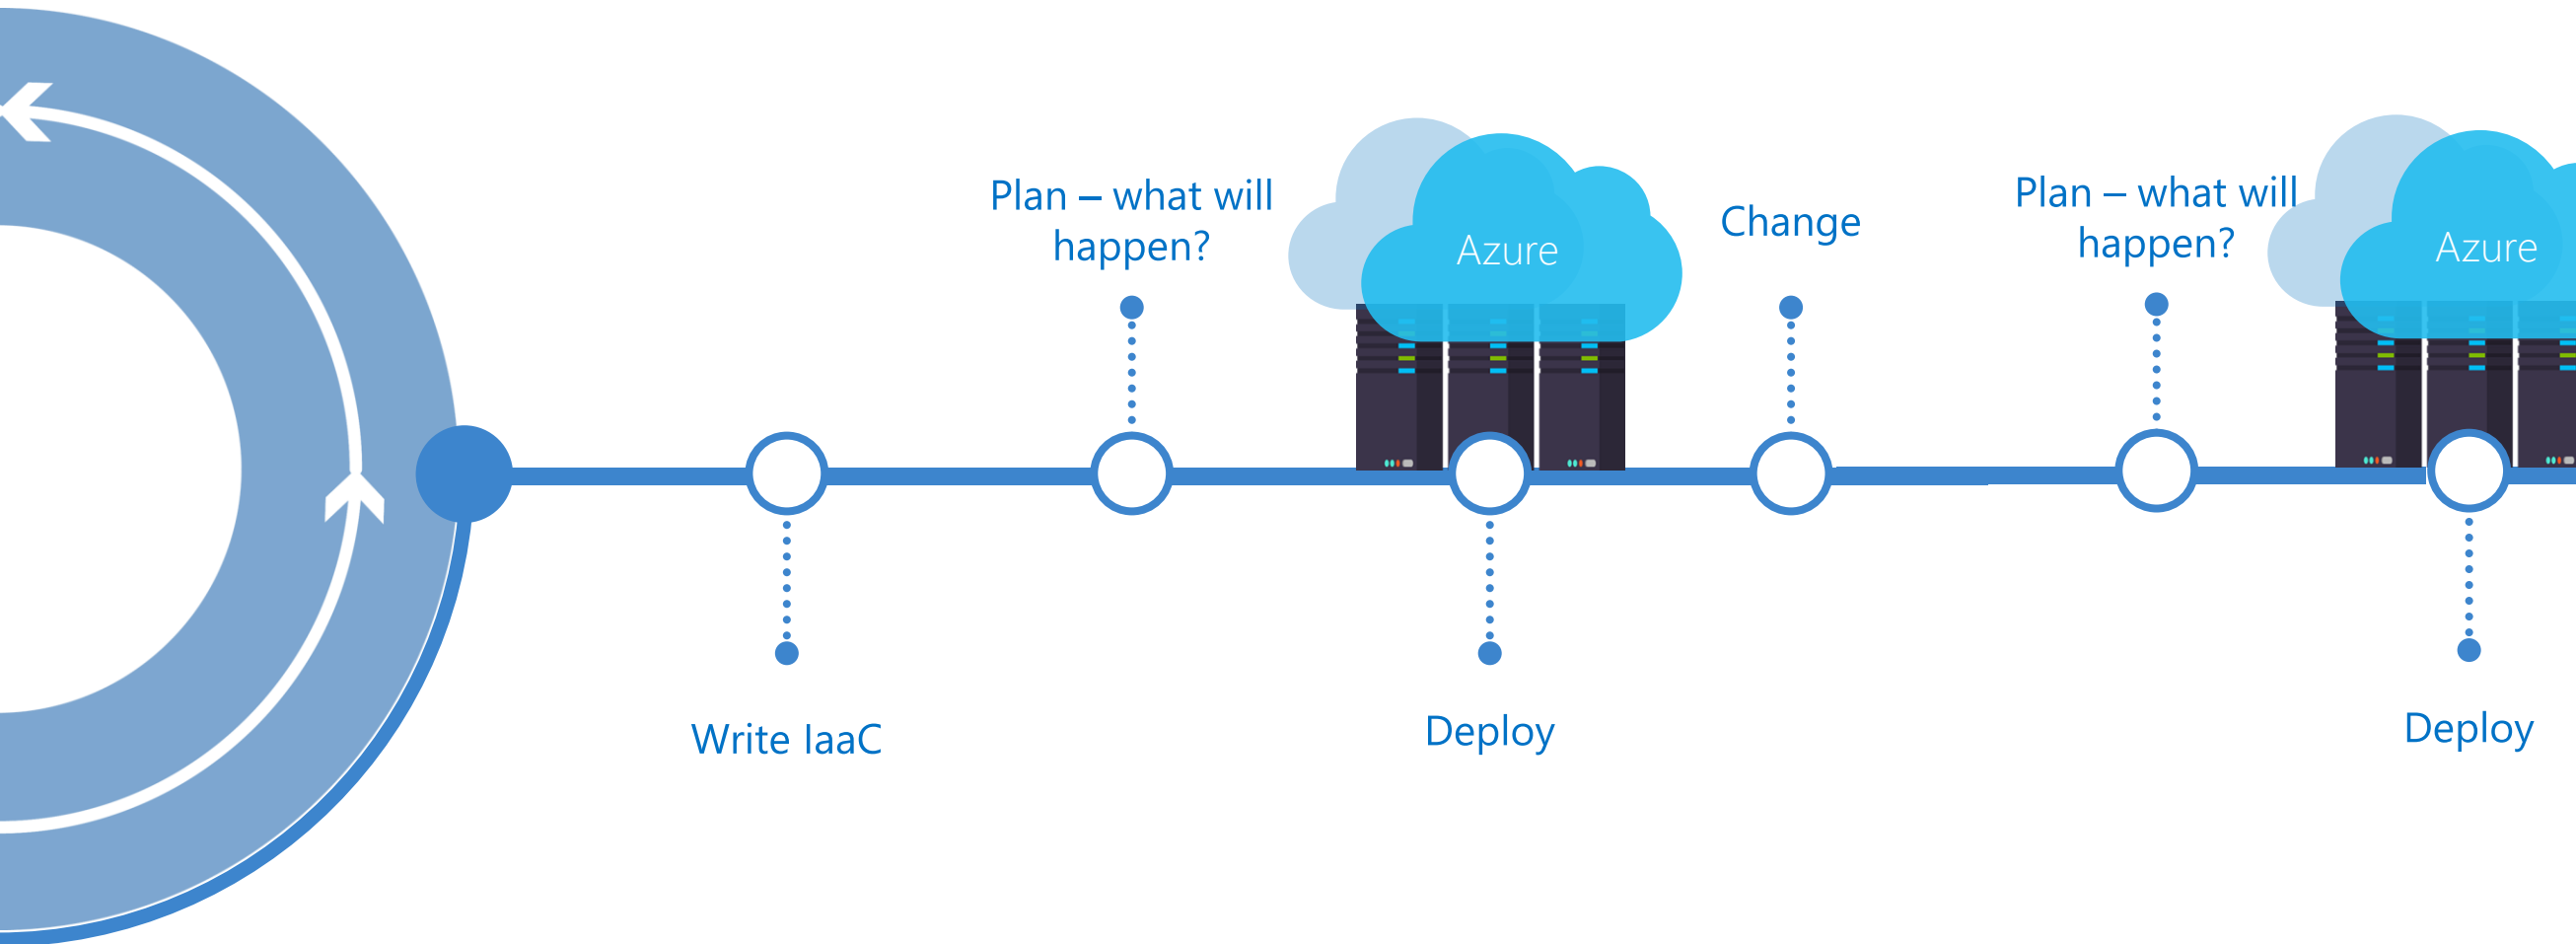 Plan – what will
happen?
Azure
Change
Plan – what will
happen?
Azure
Write IaaC
Deploy
Deploy